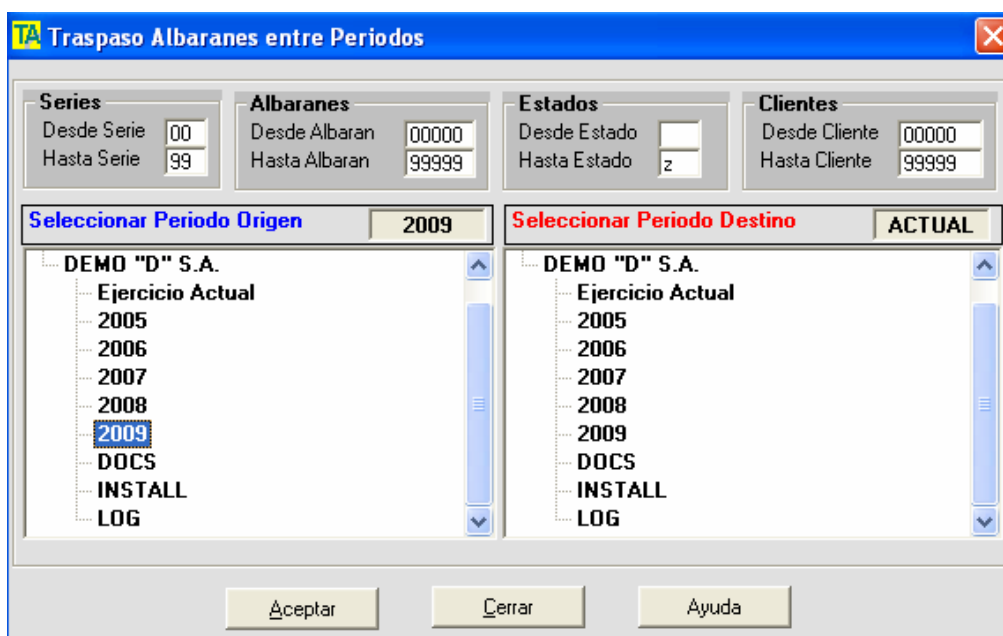 TA Traspaso Albaranes entre Periodos
Series
Desde Serie 00
Hasta Serie 99
Albaranes
Desde Albaran 00000
Hasta Albaran 99999
Estados
Desde Estado
Hasta Estado z
Clientes
Desde Cliente 00000
Hasta Cliente 99999
Seleccionar Periodo Origen 2009
DEMO "D" S.A.
Ejercicio Actual
2005
2006
2007
2008
2009
DOCS
INSTALL
LOG
Seleccionar Periodo Destino ACTUAL
DEMO "D" S.A.
Ejercicio Actual
2005
2006
2007
2008
2009
DOCS
INSTALL
LOG
Aceptar
Cerrar
Ayuda